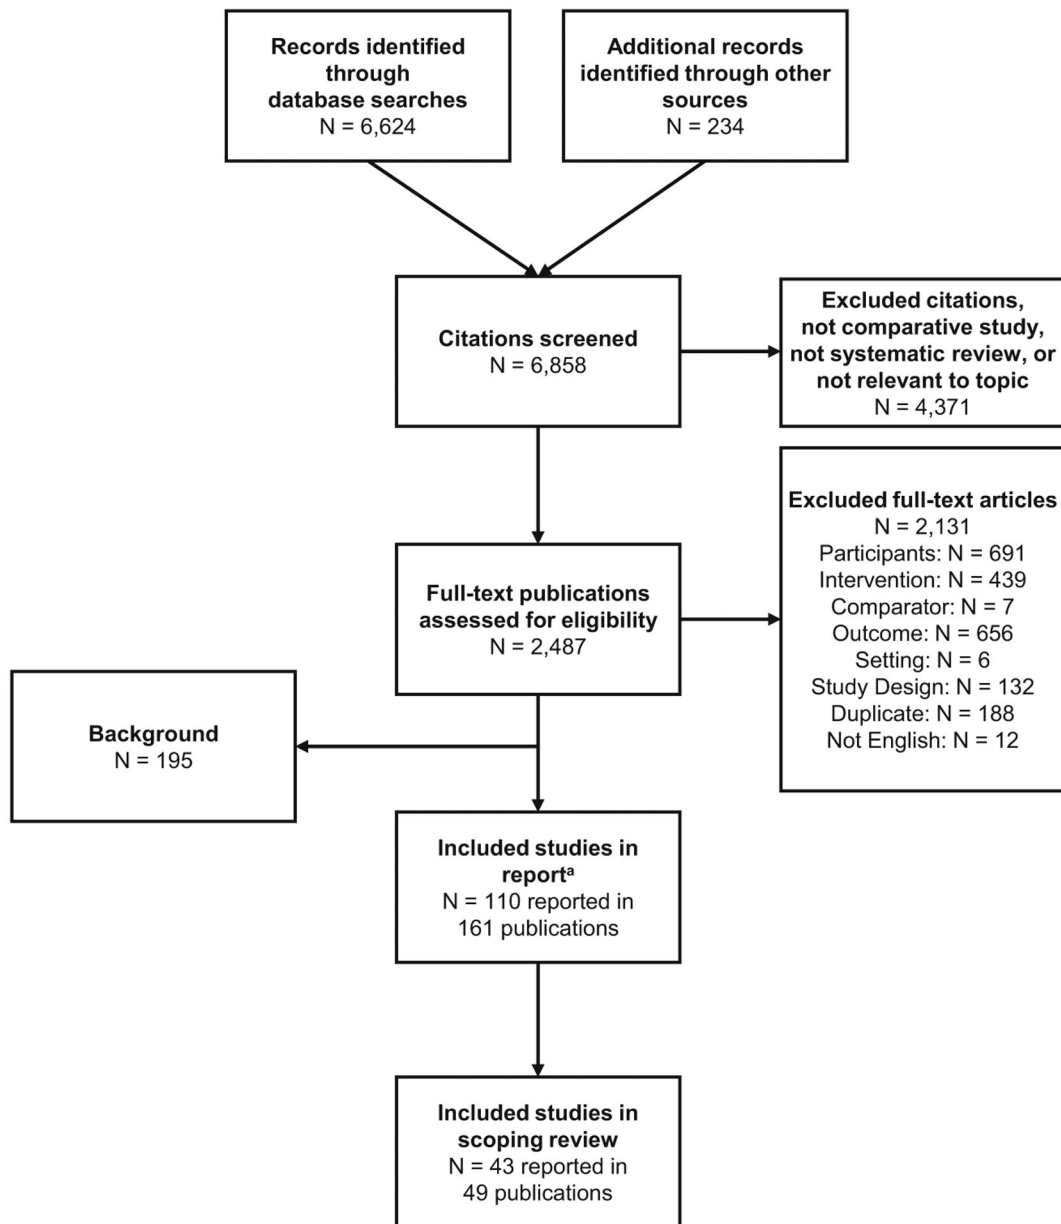 Records identified
through
database searches
N = 6,624
Additional records
identified through other
sources
N = 234
Citations screened
N = 6,858
Excluded citations,
not comparative study,
not systematic review, or
not relevant to topic
N = 4,371
Full-text publications
assessed for eligibility
N = 2,487
Excluded full-text articles
N = 2,131
Participants: N = 691
Intervention: N = 439
Comparator: N = 7
Outcome: N = 656
Setting: N = 6
Study Design: N = 132
Duplicate: N = 188
Not English: N = 12
Background
N = 195
Included studies in
reportᵃ
N = 110 reported in
161 publications
Included studies in
scoping review
N = 43 reported in
49 publications